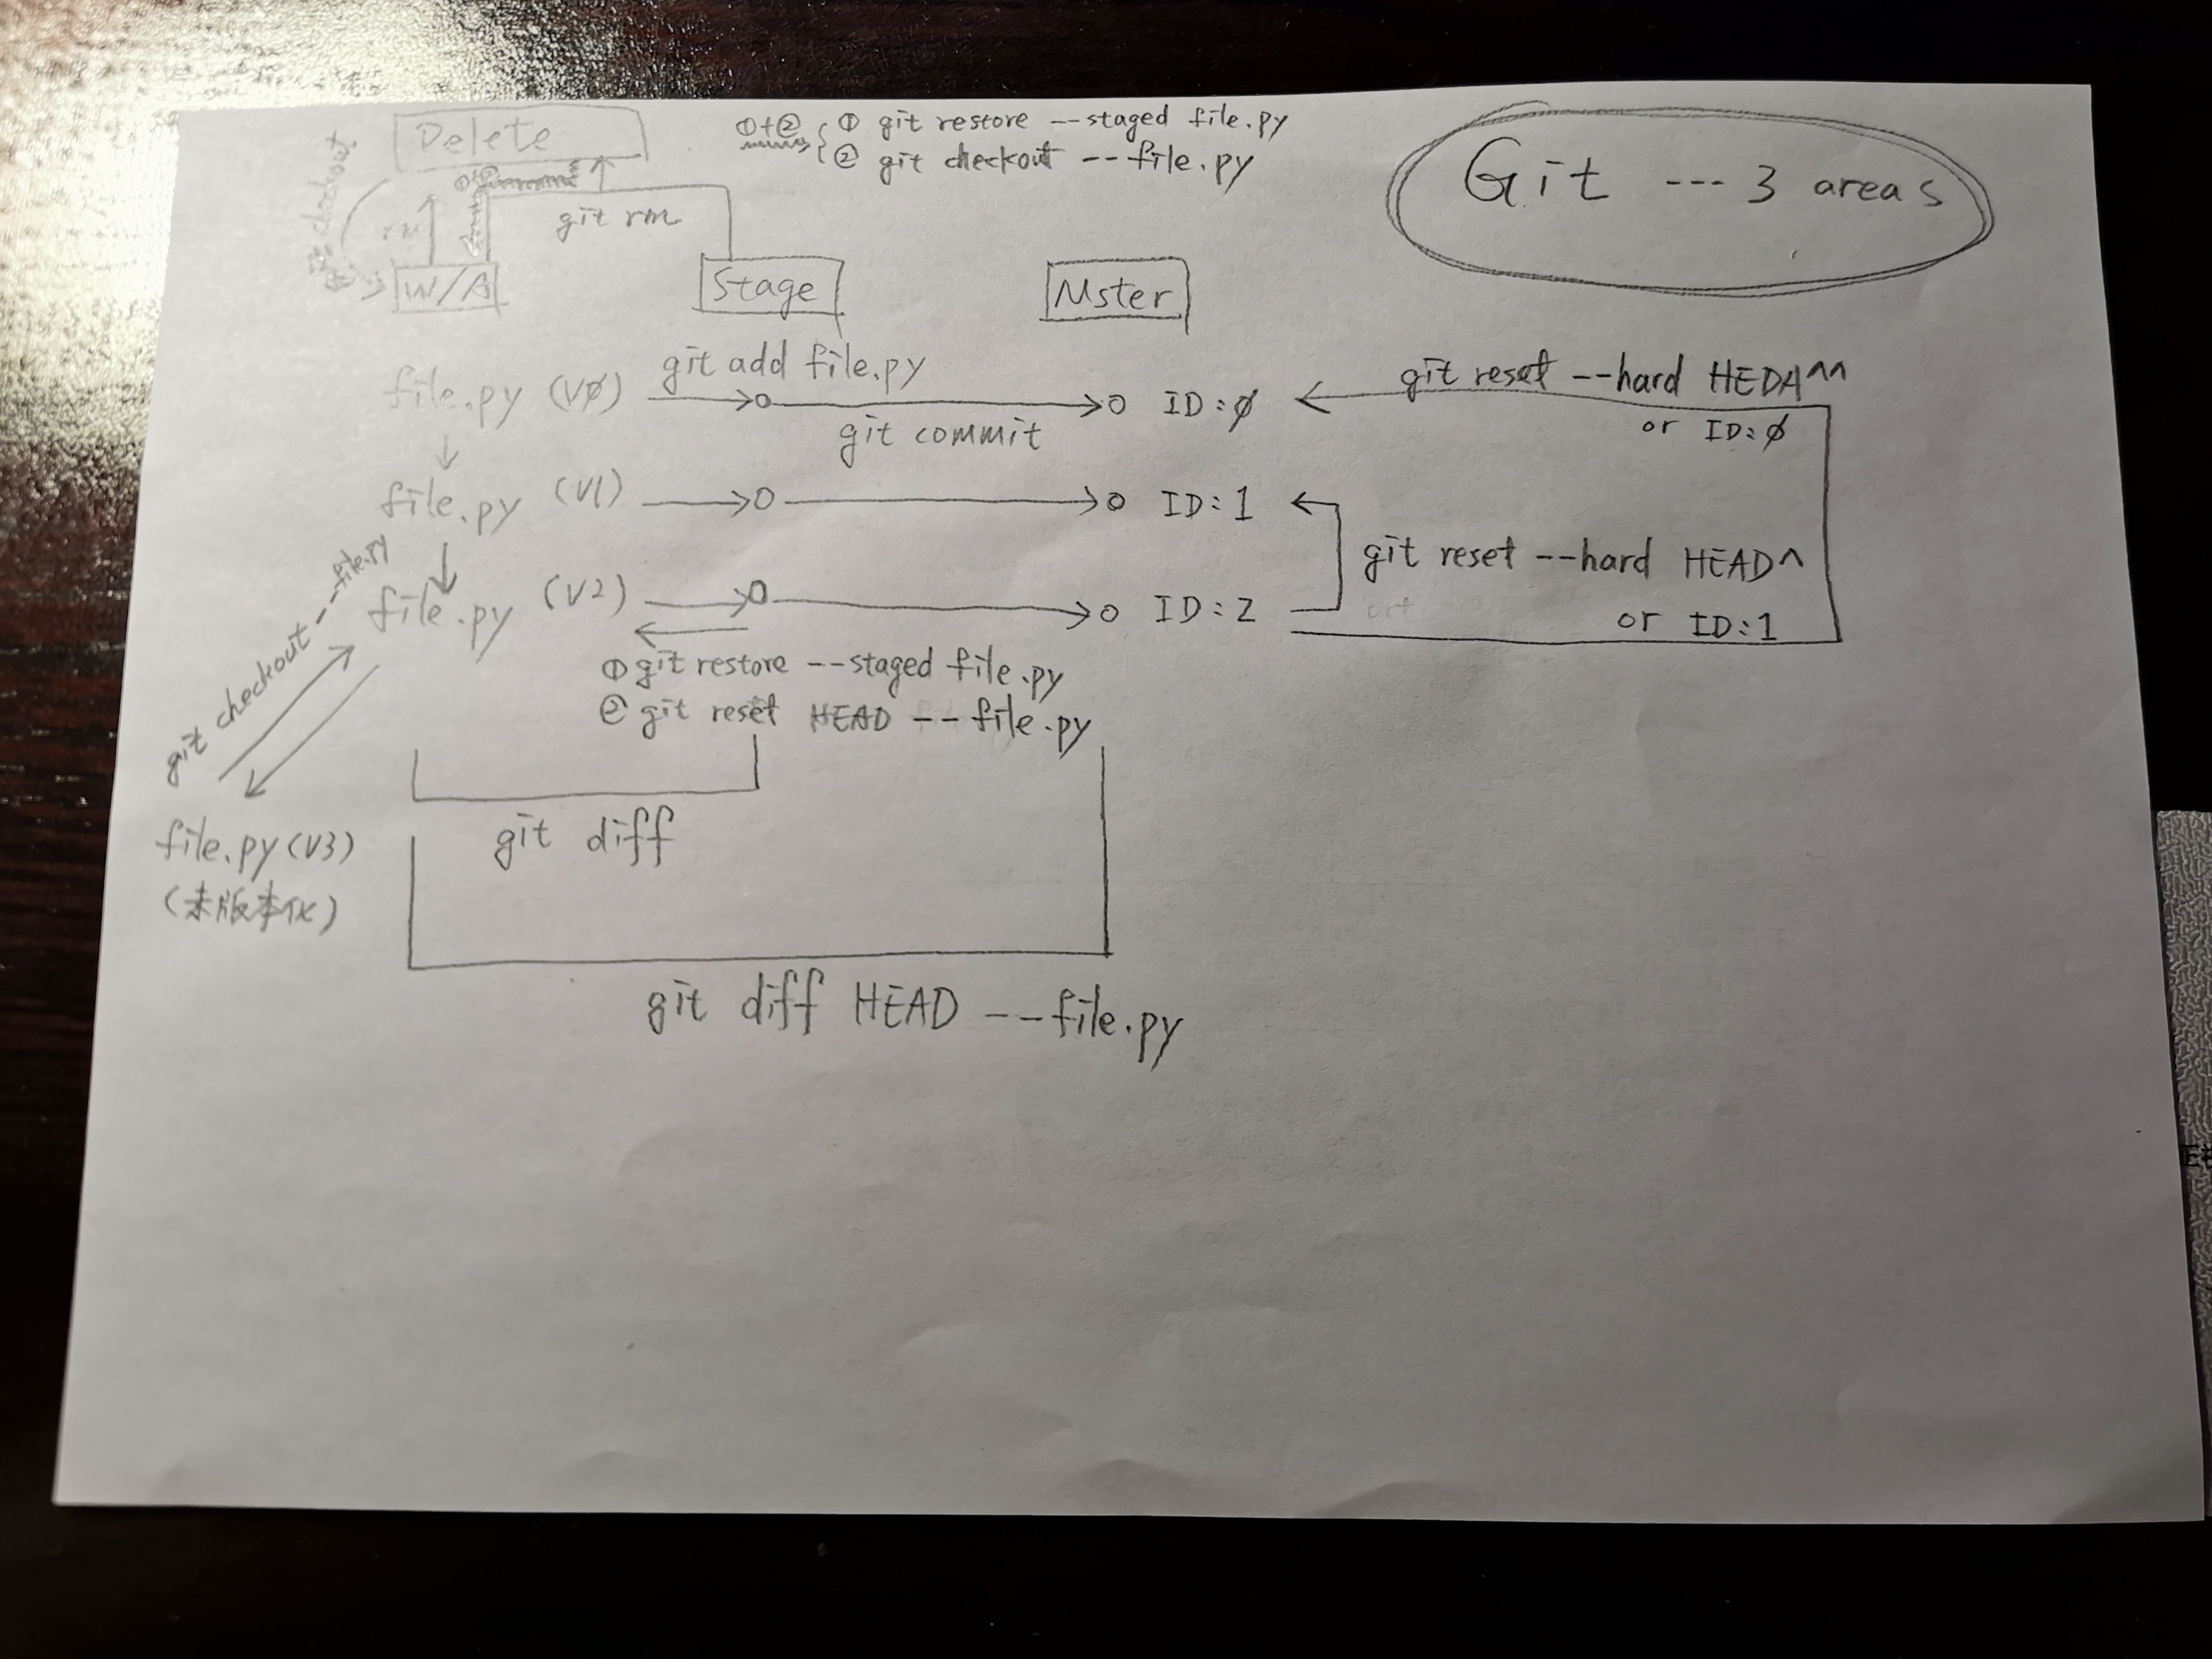 Delete
①+② ① git restore --staged file.py
② git checkout -- file.py
Git --- 3 areas
checkout
①+②
rm
git rm
W/A
Stage
Mster
file.py (V0)
git add file.py
git commit
ID:0
git reset --hard HEDA^^
or ID:0
file.py (V1)
ID:1
git reset --hard HEAD^
or ID:1
file.py (V2)
ID:2
git checkout -- file.py
① git restore --staged file.py
② git reset HEAD -- file.py
file.py (V3)
(未版本化)
git diff
git diff HEAD -- file.py